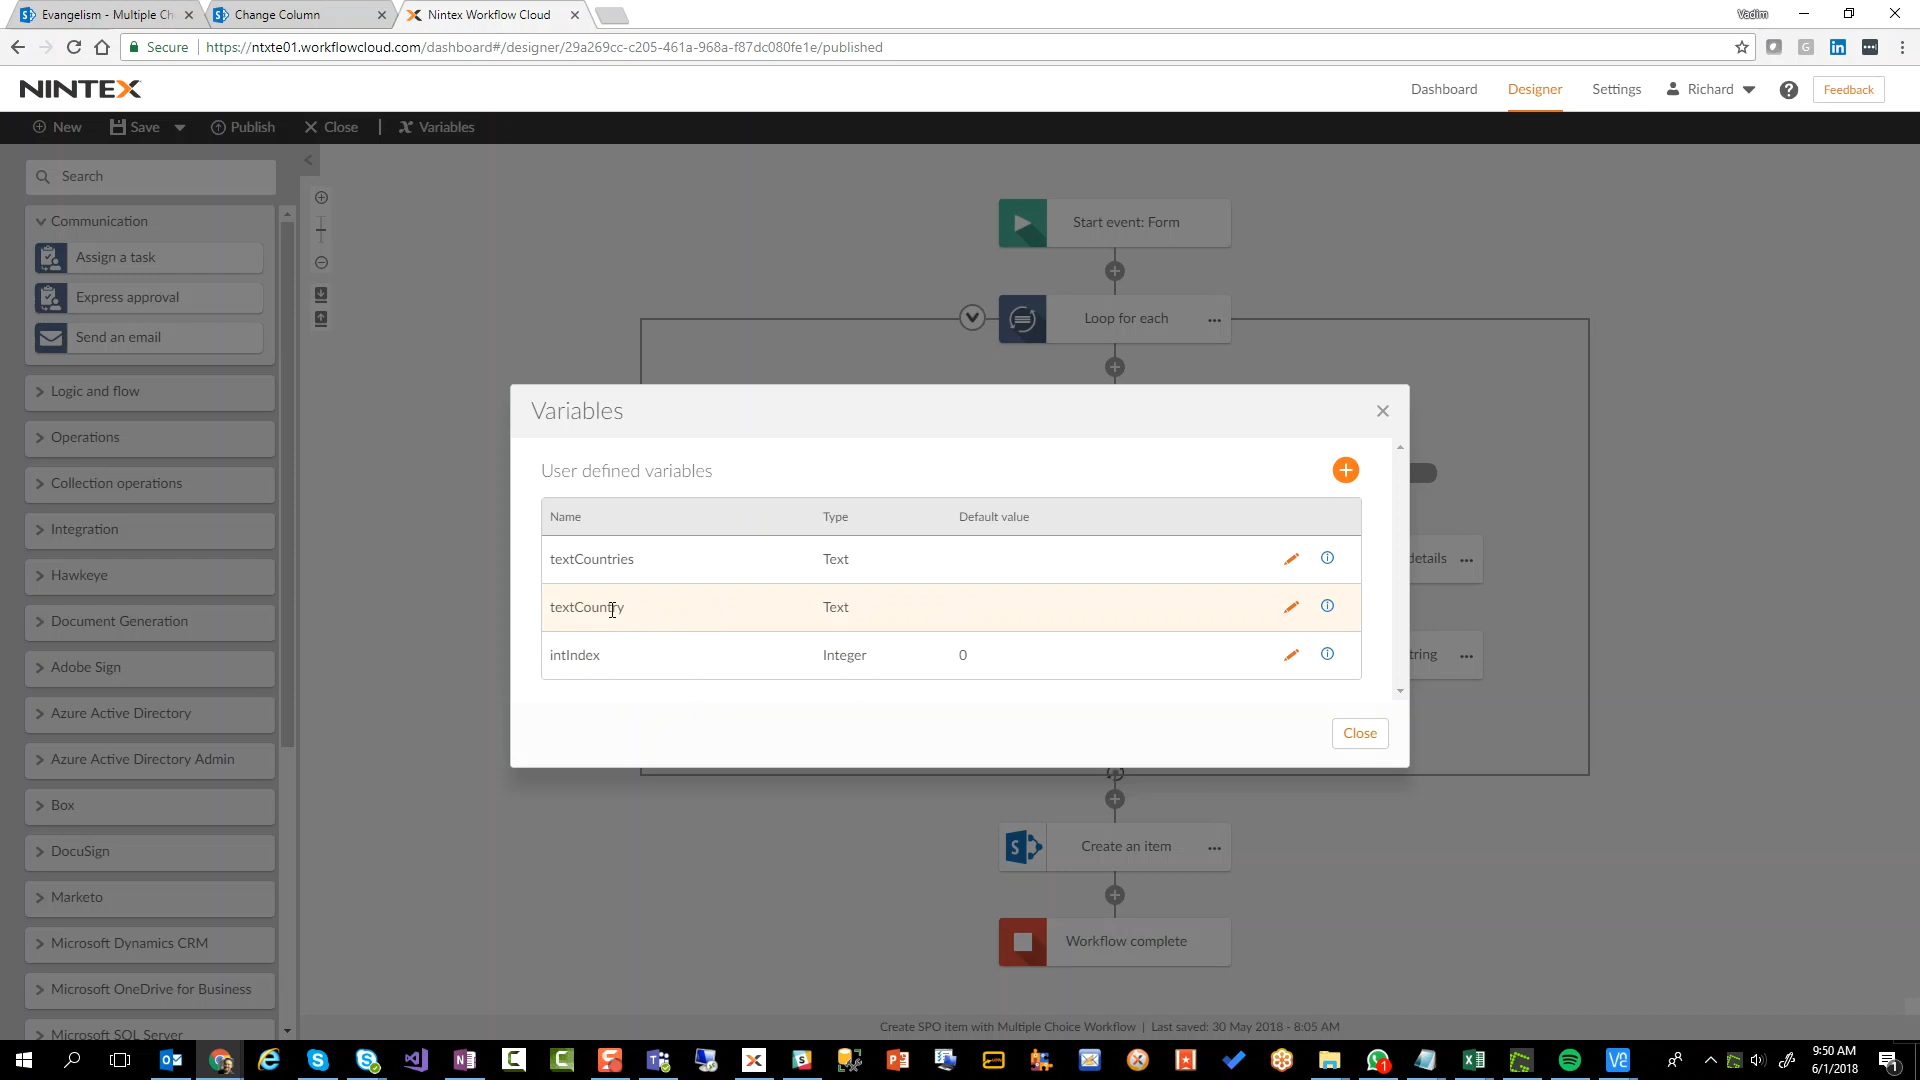 Evangelism - Multiple Ch
Change Column
Nintex Workflow Cloud
Vadim
Secure
https://ntxte01.workflowcloud.com/dashboard#/designer/29a269cc-c205-461a-968a-f87dc080fe1e/published
NINTEX
Dashboard
Designer
Settings
Richard
Feedback
New
Save
Publish
Close
Variables
Search
Communication
Assign a task
Express approval
Send an email
Logic and flow
Operations
Collection operations
Integration
Hawkeye
Document Generation
Adobe Sign
Azure Active Directory
Azure Active Directory Admin
Box
DocuSign
Marketo
Microsoft Dynamics CRM
Microsoft OneDrive for Business
Microsoft SQL Server
Start event: Form
Loop for each
Variables
User defined variables
Name Type Default value
textCountries Text
textCountry Text
intIndex Integer 0
Close
details
tring
Create an item
Workflow complete
Create SPO item with Multiple Choice Workflow | Last saved: 30 May 2018 - 8:05 AM
9:50 AM
6/1/2018